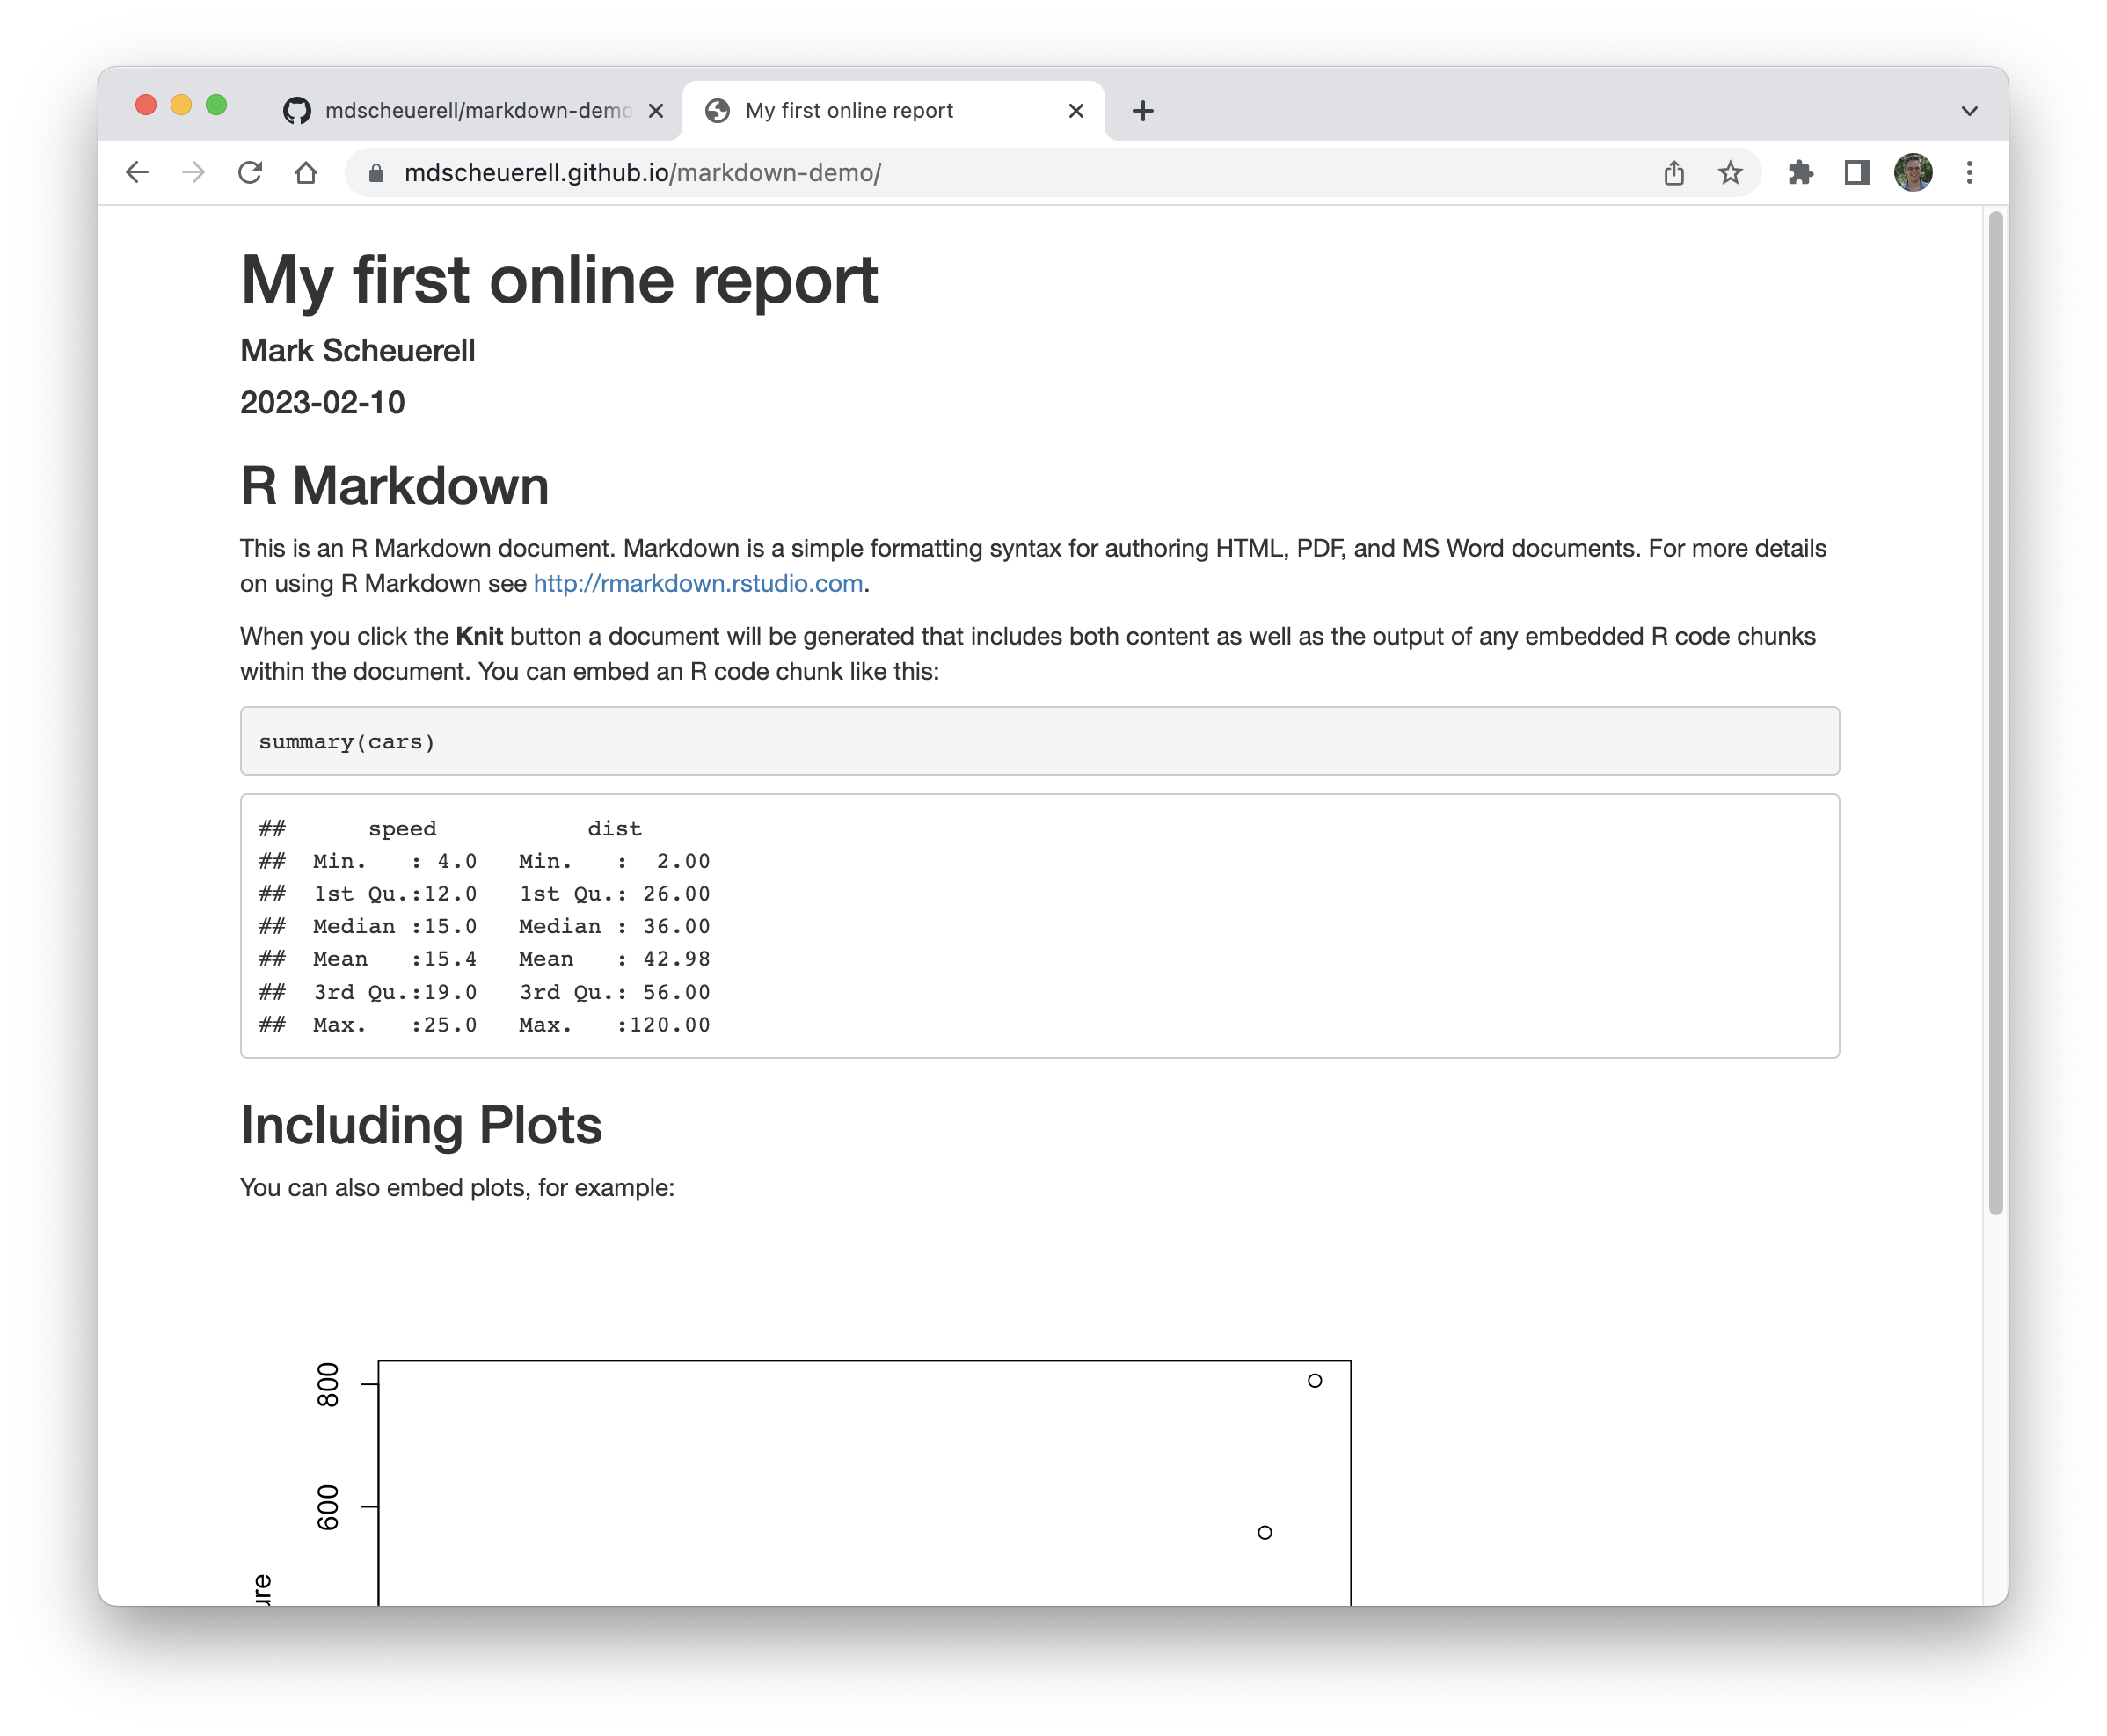 mdscheuerell/markdown-demo
My first online report
mdscheuerell.github.io/markdown-demo/
My first online report
Mark Scheuerell
2023-02-10
R Markdown
This is an R Markdown document. Markdown is a simple formatting syntax for authoring HTML, PDF, and MS Word documents. For more details
on using R Markdown see http://rmarkdown.rstudio.com.
When you click the Knit button a document will be generated that includes both content as well as the output of any embedded R code chunks
within the document. You can embed an R code chunk like this:
summary(cars)
##      speed           dist
##  Min.   : 4.0   Min.   :  2.00
##  1st Qu.:12.0   1st Qu.: 26.00
##  Median :15.0   Median : 36.00
##  Mean   :15.4   Mean   : 42.98
##  3rd Qu.:19.0   3rd Qu.: 56.00
##  Max.   :25.0   Max.   :120.00
Including Plots
You can also embed plots, for example:
800
600